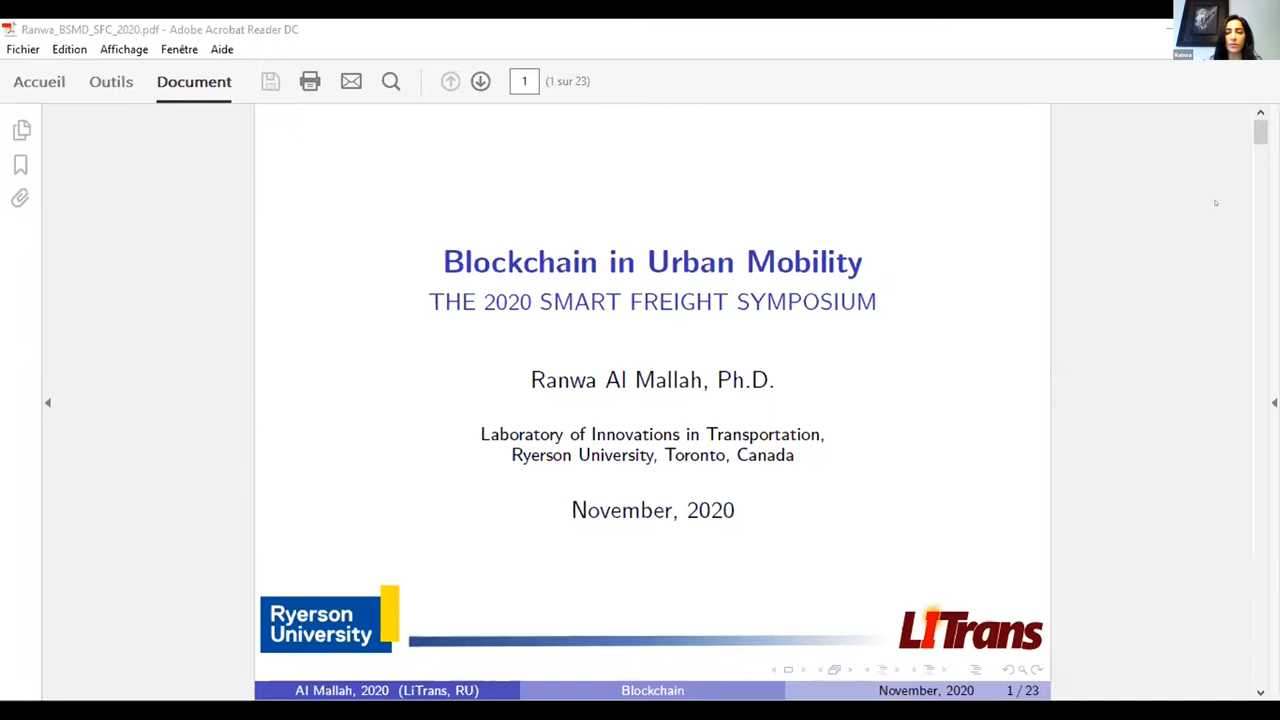 Ranwa_BSMD_SFC_2020.pdf - Adobe Acrobat Reader DC
Fichier Edition Affichage Fenêtre Aide
Accueil Outils Document 1 (1 sur 23)
Ranwa
Blockchain in Urban Mobility
THE 2020 SMART FREIGHT SYMPOSIUM
Ranwa Al Mallah, Ph.D.
Laboratory of Innovations in Transportation,
Ryerson University, Toronto, Canada
November, 2020
Ryerson
University
LiTrans
Al Mallah, 2020 (LiTrans, RU) Blockchain November, 2020 1 / 23